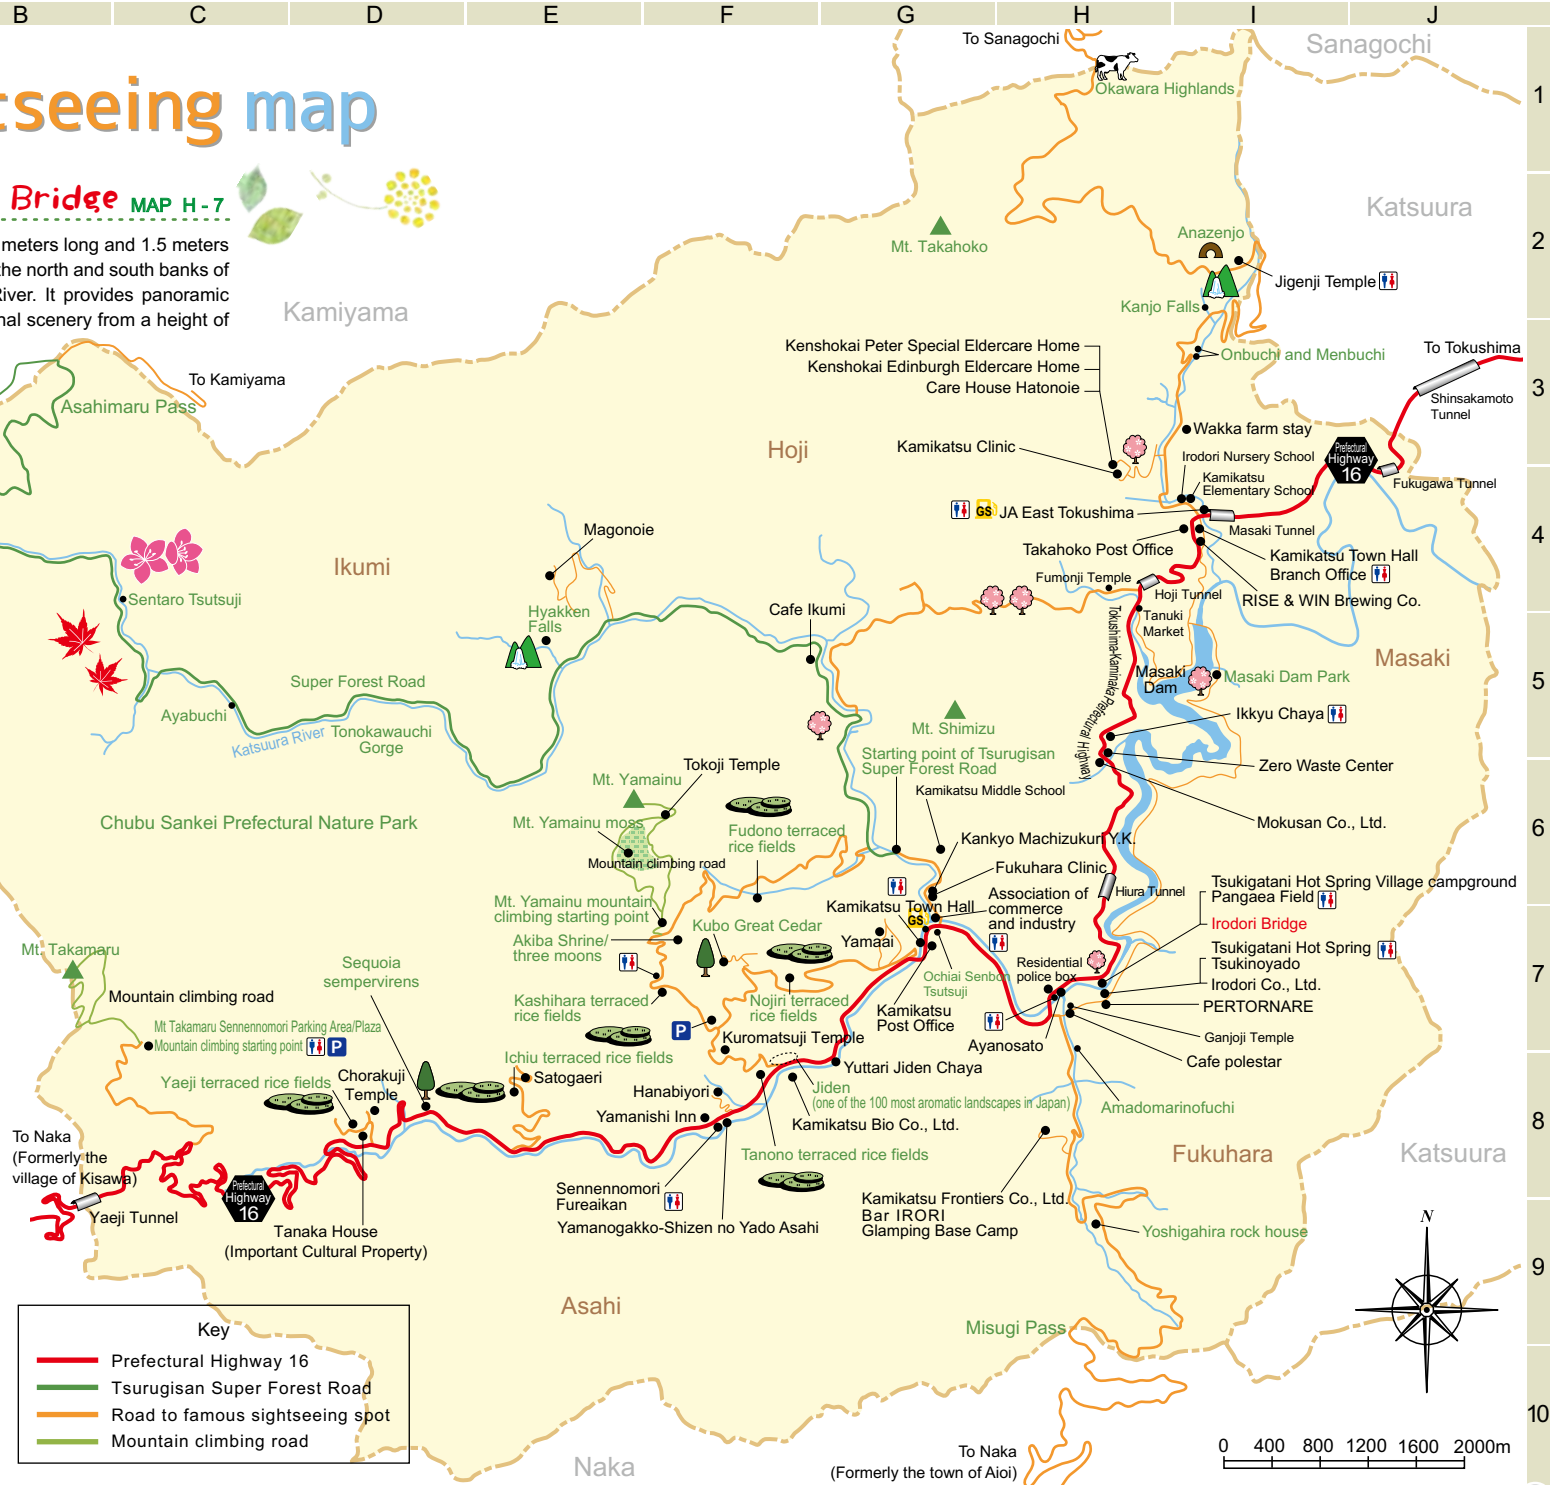 B C D E F G H I J
1
2
3
4
5
6
7
8
9
10
tseeing map
Bridge MAP H - 7
meters long and 1.5 meters
the north and south banks of
River. It provides panoramic
nal scenery from a height of
To Sanagochi
Sanagochi
Okawara Highlands
Katsuura
Mt. Takahoko
Anazenjo
Jigenji Temple
Kanjo Falls
Kamiyama
Kenshokai Peter Special Eldercare Home
Kenshokai Edinburgh Eldercare Home
Care House Hatonoie
Onbuchi and Menbuchi
To Tokushima
Shinsakamoto
Tunnel
To Kamiyama
Asahimaru Pass
Hoji
Kamikatsu Clinic
Wakka farm stay
Irodori Nursery School
Kamikatsu
Elementary School
Prefectural
Highway
16
Fukugawa Tunnel
GS JA East Tokushima
Masaki Tunnel
Magonoie
Takahoko Post Office
Kamikatsu Town Hall
Branch Office
Ikumi
Fumonji Temple
Hoji Tunnel
RISE & WIN Brewing Co.
Sentaro Tsutsuji
Hyakken
Falls
Cafe Ikumi
Tokushima-Kaminaka Prefectural Highway
Tanuki
Market
Masaki
Masaki
Dam
Masaki Dam Park
Super Forest Road
Ayabuchi
Katsuura River
Tonokawauchi
Gorge
Mt. Shimizu
Ikkyu Chaya
Starting point of Tsurugisan
Super Forest Road
Zero Waste Center
Mt. Yamainu
Tokoji Temple
Kamikatsu Middle School
Mt. Yamainu moss
Chubu Sankei Prefectural Nature Park
Fudono terraced
rice fields
Mokusan Co., Ltd.
Kankyo Machizukuri Y.K.
Mountain climbing road
Fukuhara Clinic
Hiura Tunnel
Tsukigatani Hot Spring Village campground
Pangaea Field
Association of
commerce
and industry
Mt. Yamainu mountain
climbing starting point
Kamikatsu Town Hall
GS
Irodori Bridge
Kubo Great Cedar
Akiba Shrine/
three moons
Yamaai
Tsukigatani Hot Spring
Tsukinoyado
Mt. Takamaru
Sequoia
sempervirens
Residential
police box
Ochiai Senbon
Tsutsuji
Irodori Co., Ltd.
Mountain climbing road
Kashihara terraced
rice fields
Nojiri terraced
rice fields
PERTORNARE
Kamikatsu
Post Office
Mt Takamaru Sennennomori Parking Area/Plaza
Mountain climbing starting point P
P
Kuromatsuji Temple
Ganjoji Temple
Ayanosato
Cafe polestar
Ichiu terraced rice fields
Yuttari Jiden Chaya
Satogaeri
Yaeji terraced rice fields
Chorakuji
Temple
Hanabiyori
Jiden
(one of the 100 most aromatic landscapes in Japan)
Amadomarinofuchi
Yamanishi Inn
Kamikatsu Bio Co., Ltd.
To Naka
(Formerly the
village of Kisawa)
Tanono terraced rice fields
Fukuhara
Katsuura
Prefectural
Highway
16
Sennennomori
Fureaikan
Kamikatsu Frontiers Co., Ltd.
Bar IRORI
Glamping Base Camp
Yaeji Tunnel
Yamanogakko-Shizen no Yado Asahi
Tanaka House
(Important Cultural Property)
Yoshigahira rock house
N
Asahi
Misugi Pass
Key
Prefectural Highway 16
Tsurugisan Super Forest Road
Road to famous sightseeing spot
Mountain climbing road
Naka
To Naka
(Formerly the town of Aioi)
0 400 800 1200 1600 2000m